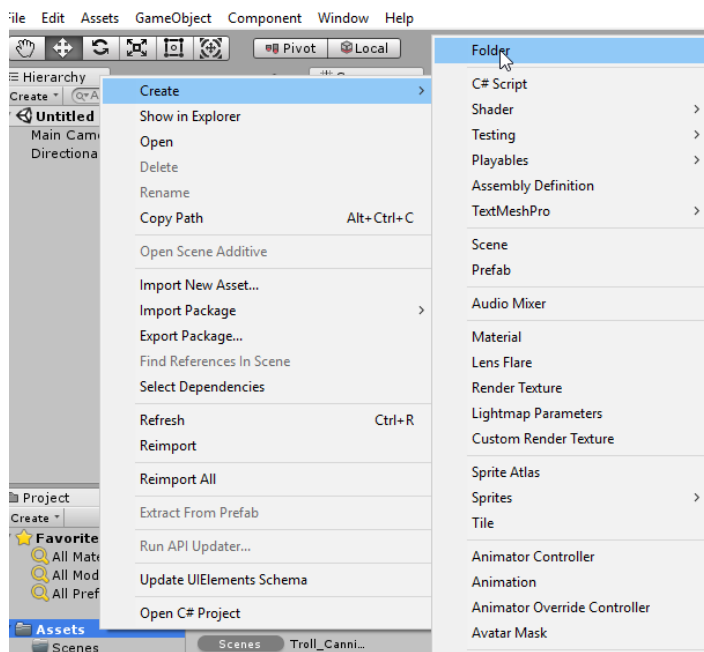 File Edit Assets GameObject Component Window Help
Pivot Local
Hierarchy
Create
Untitled
Main Cam
Directiona
Create
Show in Explorer
Open
Delete
Rename
Copy Path Alt+Ctrl+C
Open Scene Additive
Import New Asset...
Import Package
Export Package...
Find References In Scene
Select Dependencies
Refresh Ctrl+R
Reimport
Reimport All
Extract From Prefab
Run API Updater...
Update UIElements Schema
Open C# Project
Folder
C# Script
Shader
Testing
Playables
Assembly Definition
TextMeshPro
Scene
Prefab
Audio Mixer
Material
Lens Flare
Render Texture
Lightmap Parameters
Custom Render Texture
Sprite Atlas
Sprites
Tile
Animator Controller
Animation
Animator Override Controller
Avatar Mask
Project
Create
Favorite
All Mate
All Mod
All Pref
Assets
Scenes
Scenes Troll_Canni...